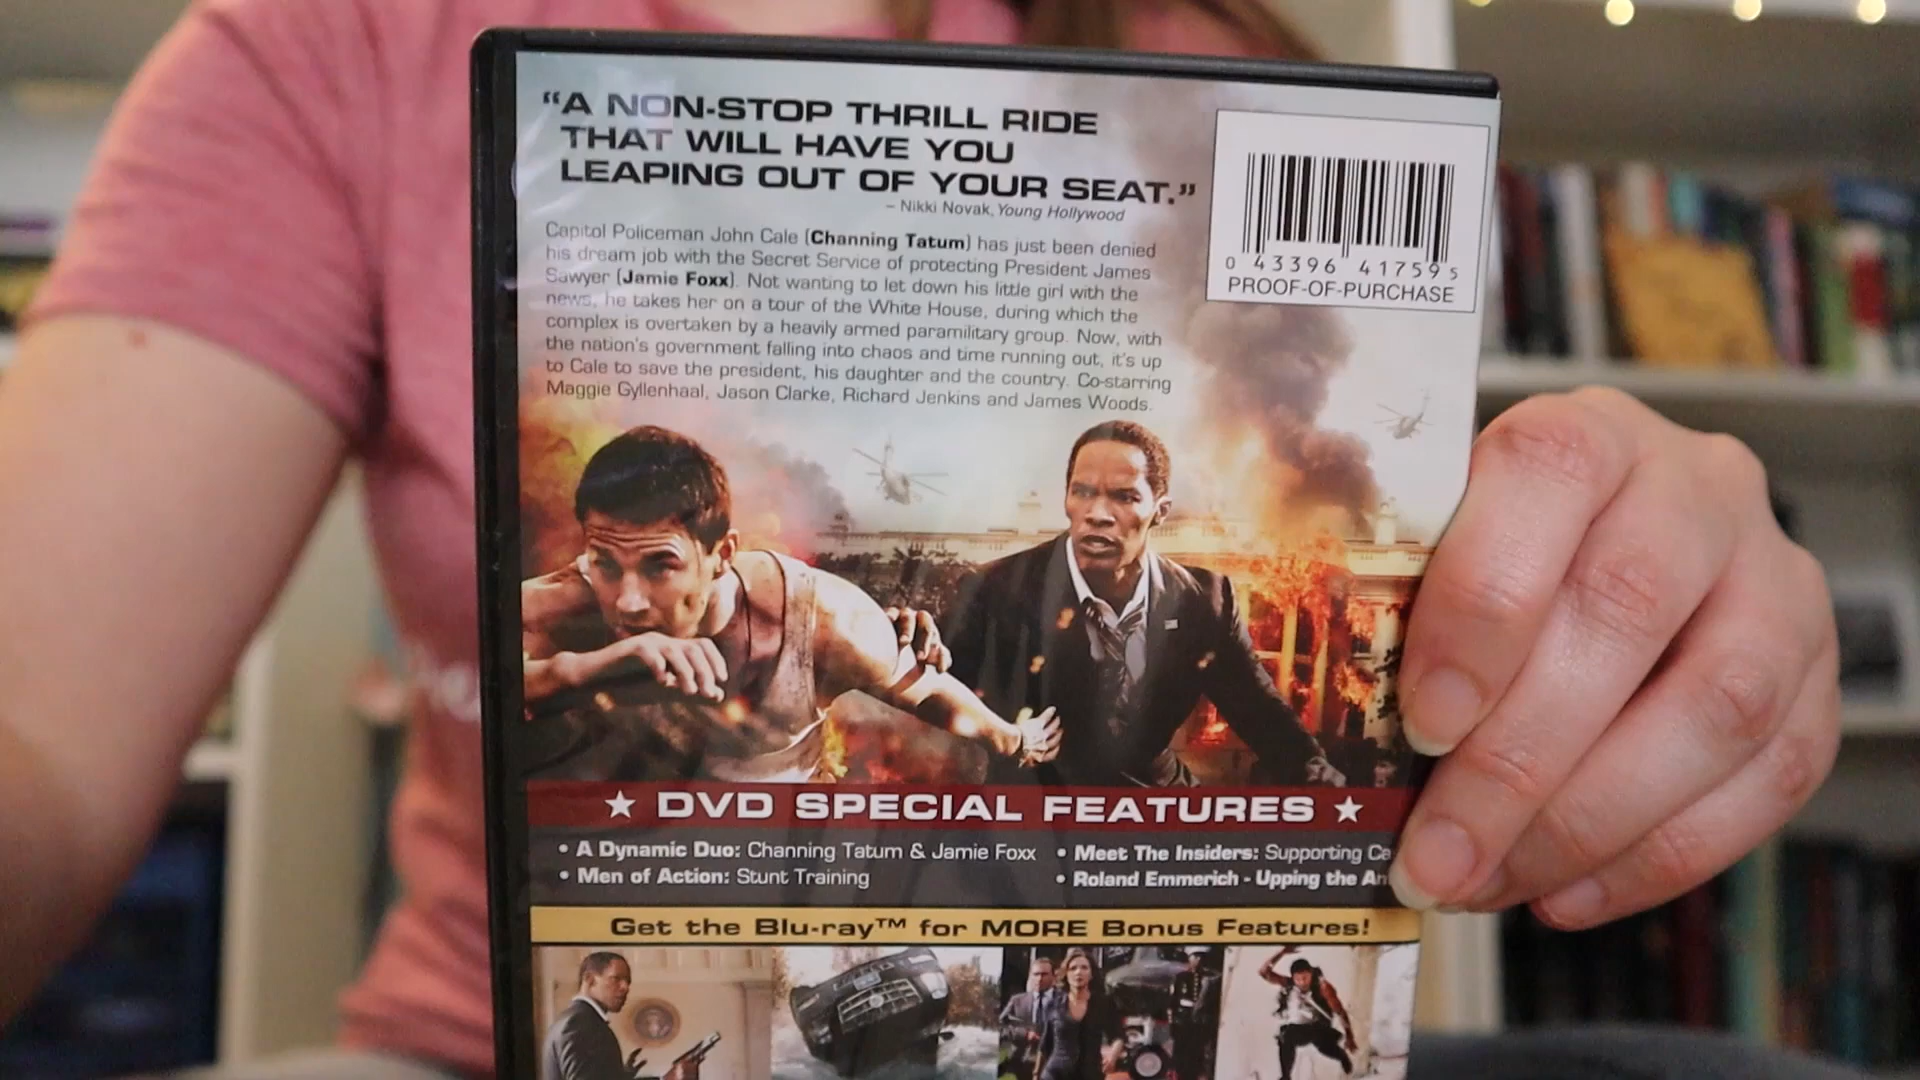 “A NON-STOP THRILL RIDE
THAT WILL HAVE YOU
LEAPING OUT OF YOUR SEAT.”
– Nikki Novak, Young Hollywood
Capitol Policeman John Cale (Channing Tatum) has just been denied
his dream job with the Secret Service of protecting President James
Sawyer (Jamie Foxx). Not wanting to let down his little girl with the
news, he takes her on a tour of the White House, during which the
complex is overtaken by a heavily armed paramilitary group. Now, with
the nation's government falling into chaos and time running out, it's up
to Cale to save the president, his daughter and the country. Co-starring
Maggie Gyllenhaal, Jason Clarke, Richard Jenkins and James Woods.
0 43396 41759 5
PROOF-OF-PURCHASE
★ DVD SPECIAL FEATURES ★
• A Dynamic Duo: Channing Tatum & Jamie Foxx
• Men of Action: Stunt Training
• Meet The Insiders: Supporting Ca
• Roland Emmerich - Upping the An
Get the Blu-ray™ for MORE Bonus Features!